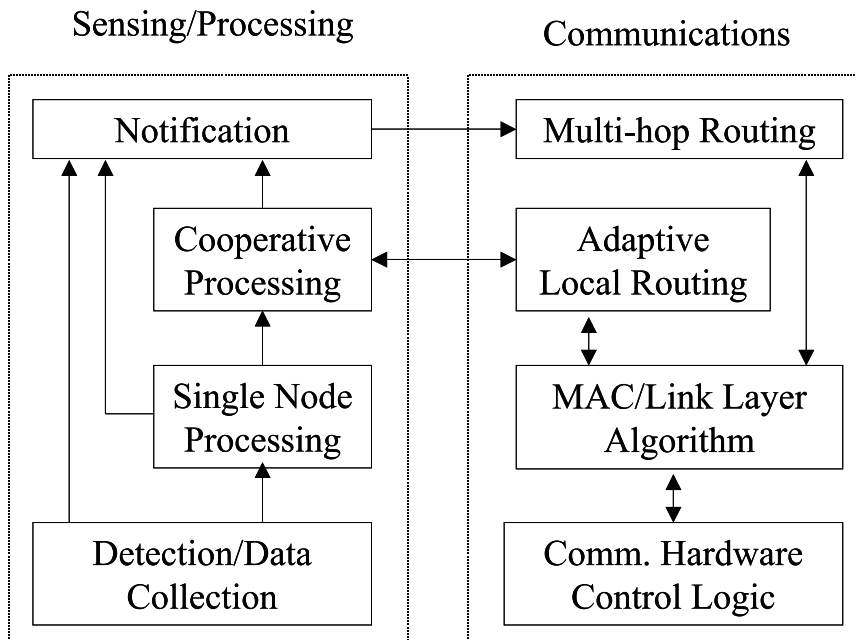 Sensing/Processing
Communications
Notification
Multi-hop Routing
Cooperative
Processing
Adaptive
Local Routing
Single Node
Processing
MAC/Link Layer
Algorithm
Detection/Data
Collection
Comm. Hardware
Control Logic